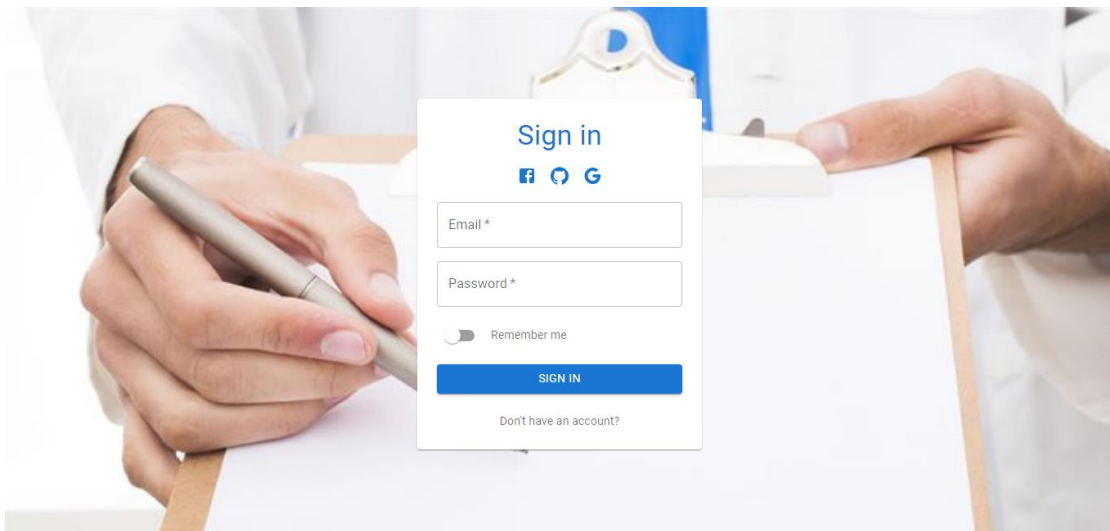 Sign in
Email *
Password *
Remember me
SIGN IN
Don't have an account?